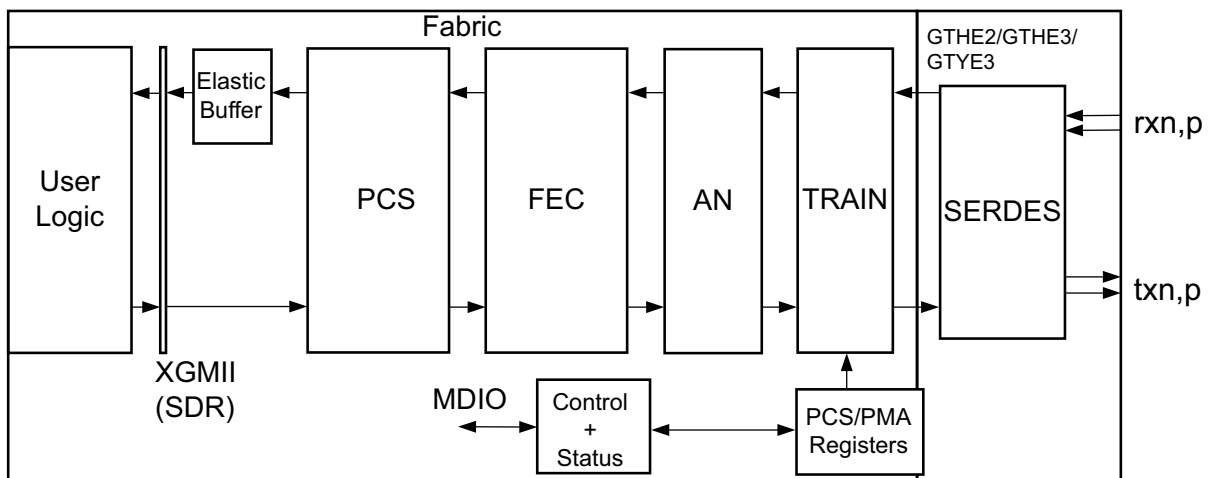 Fabric
GTHE2/GTHE3/
GTYE3
Elastic
Buffer
rxn,p
User
Logic
PCS
FEC
AN
TRAIN
SERDES
txn,p
XGMII
(SDR)
MDIO
Control
+
Status
PCS/PMA
Registers